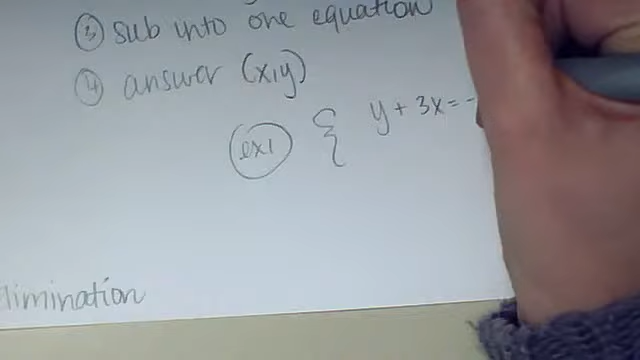 ③ sub into one equation
④ answer (x,y)
ex1 { y + 3x = -
limination